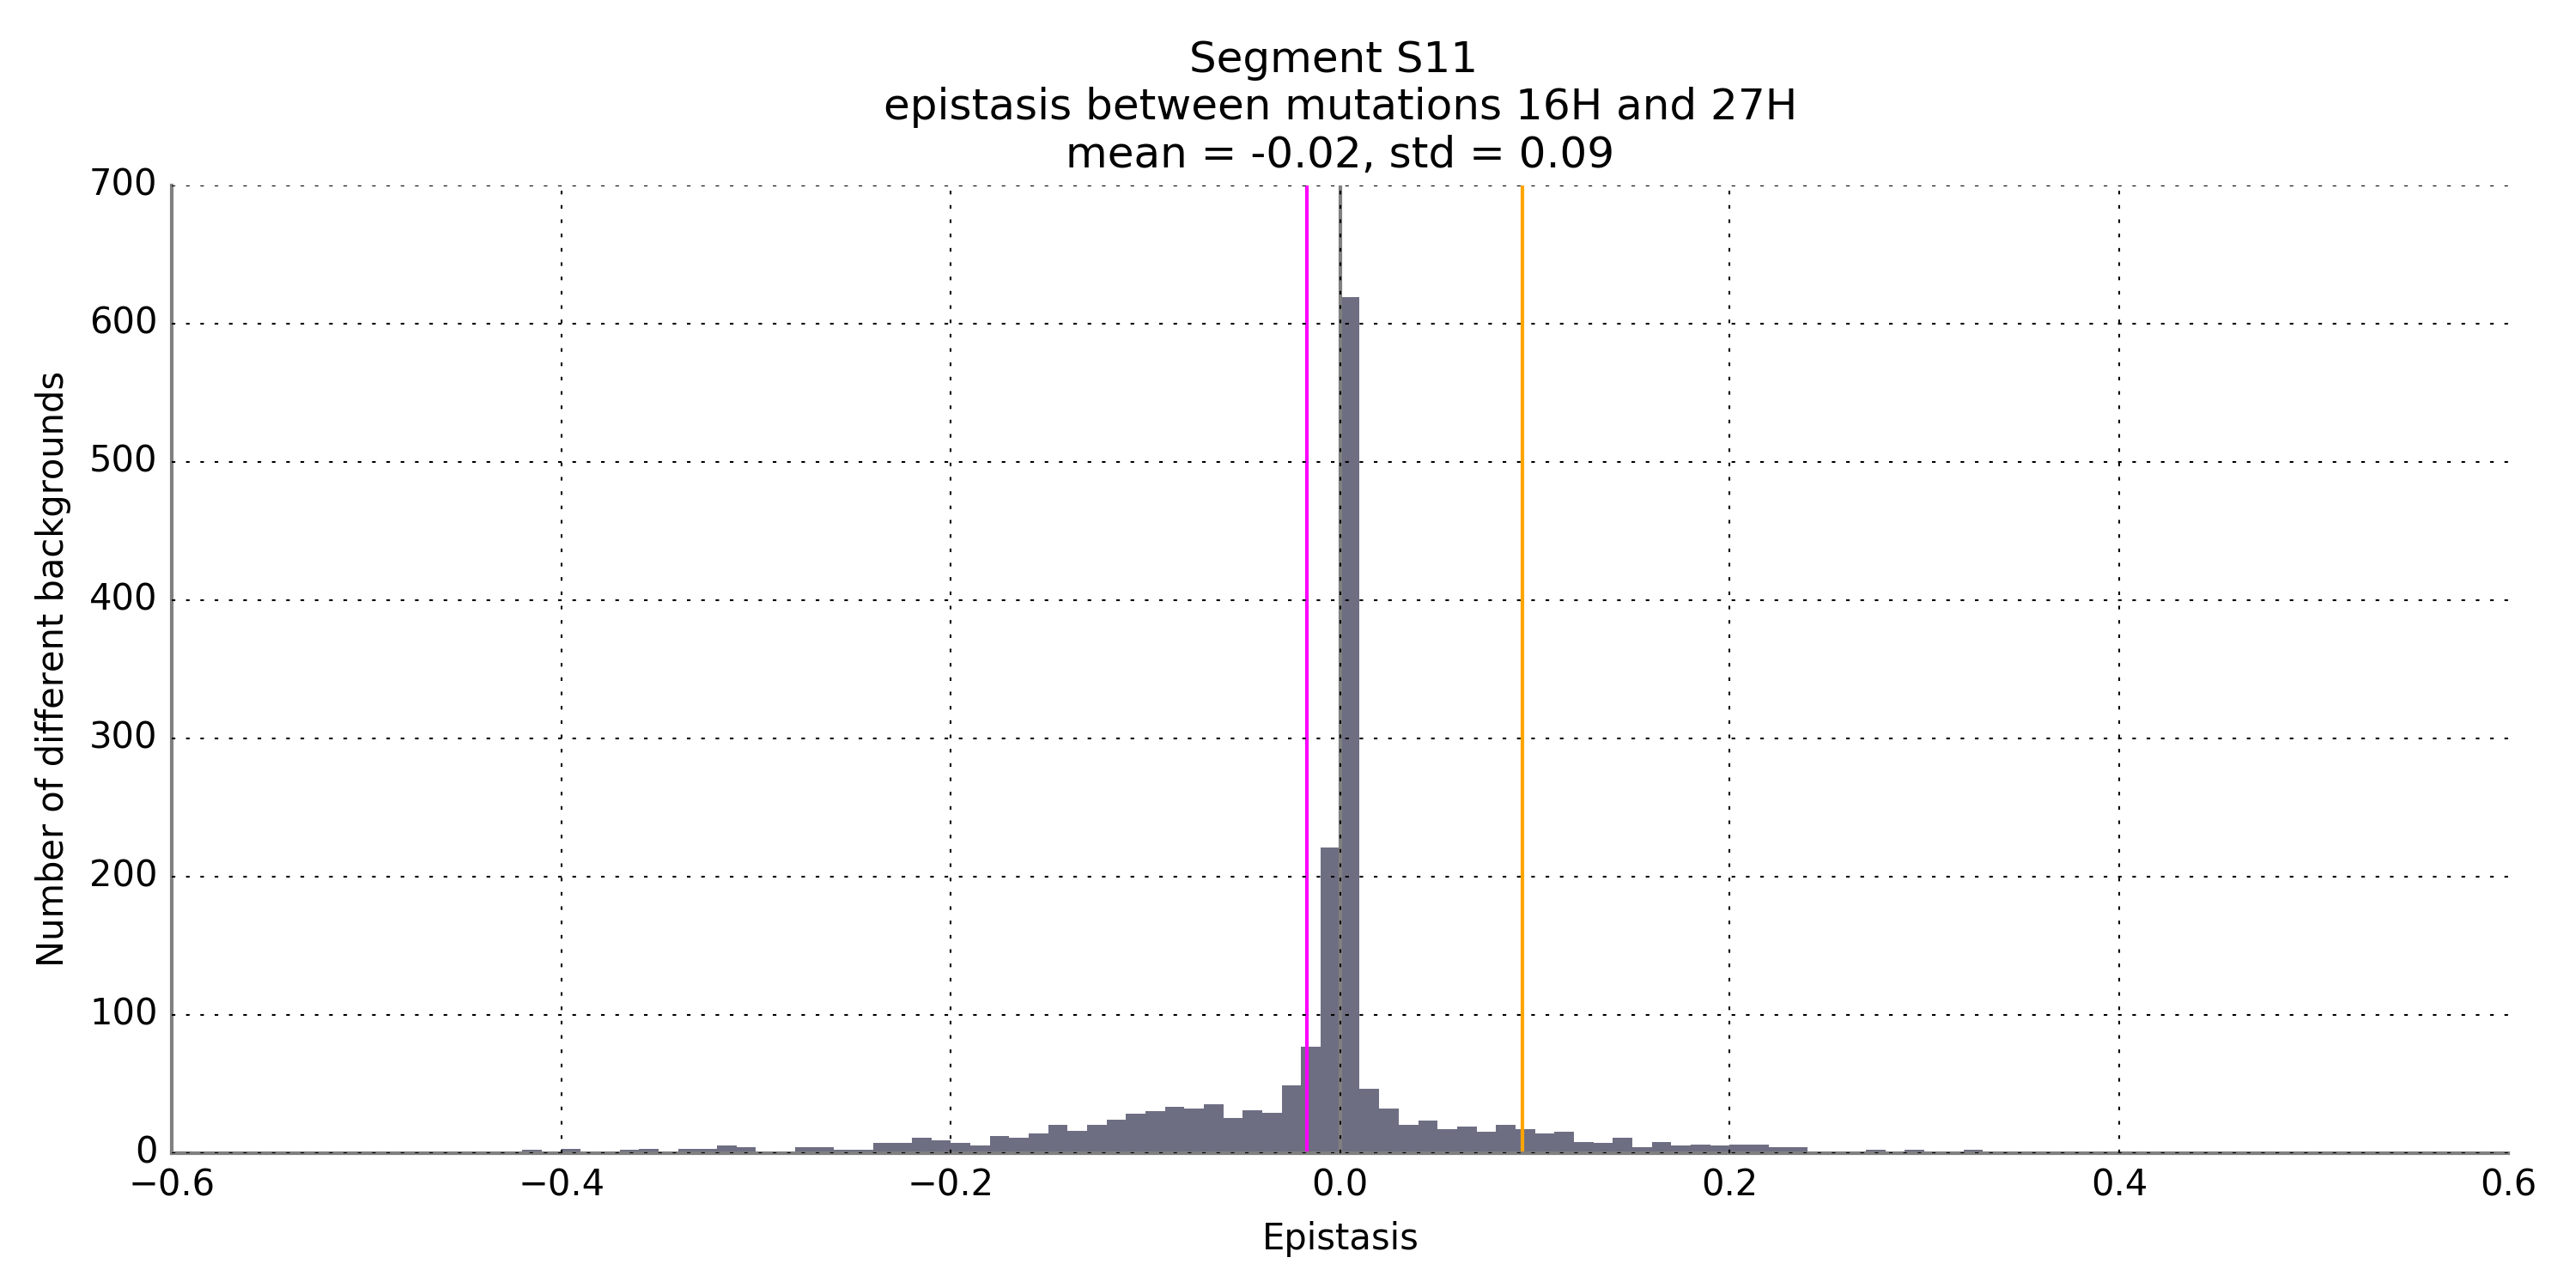 Segment S11
epistasis between mutations 16H and 27H
mean = -0.02, std = 0.09
700
600
500
400
300
200
100
0
Number of different backgrounds
−0.6 −0.4 −0.2 0.0 0.2 0.4 0.6
Epistasis